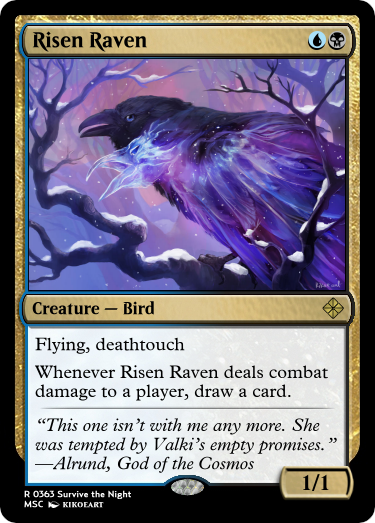 Risen Raven
Creature — Bird
Flying, deathtouch
Whenever Risen Raven deals combat
damage to a player, draw a card.
“This one isn’t with me any more. She
was tempted by Valki’s empty promises.”
—Alrund, God of the Cosmos
1/1
R 0363 Survive the Night
MSC KIKOEART